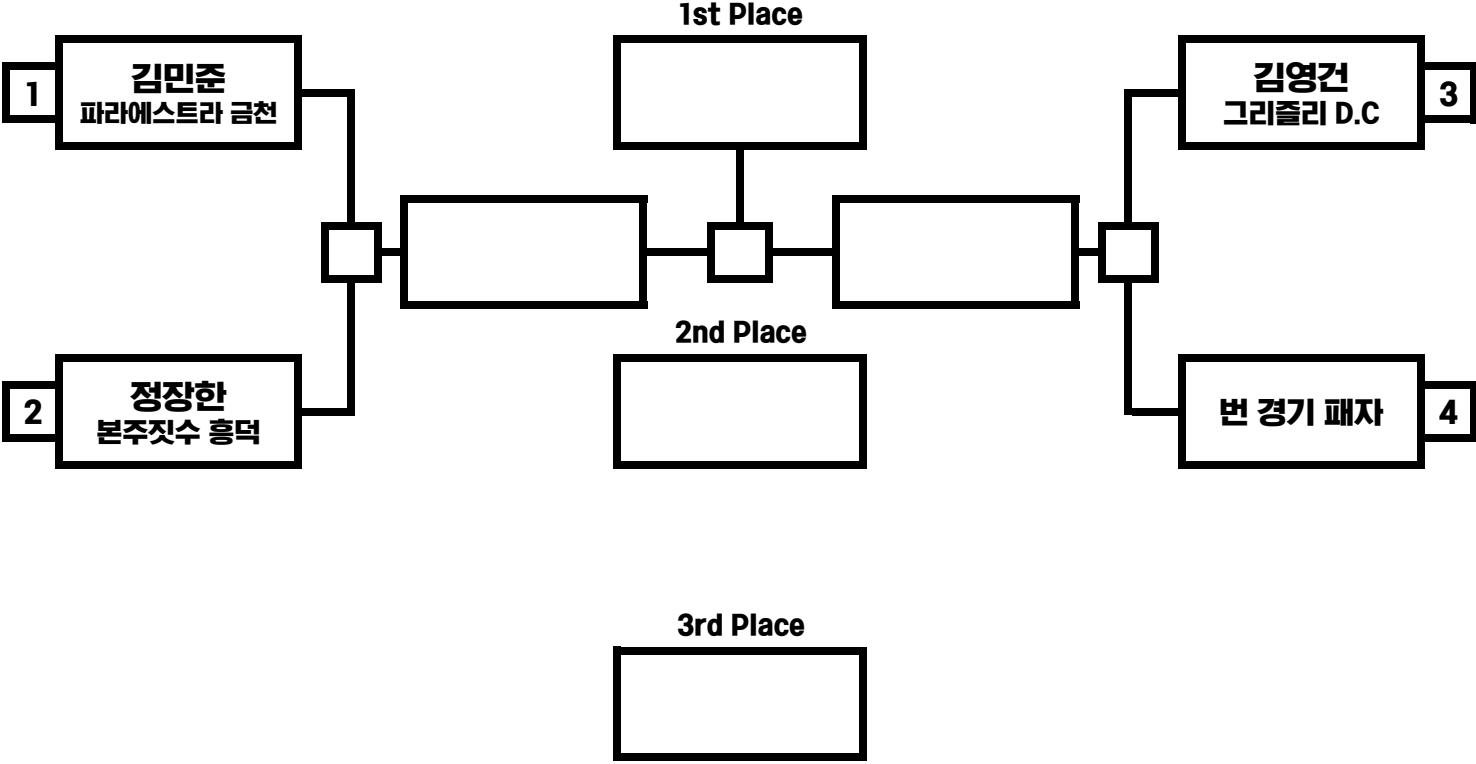 1st Place
1
김민준
파라에스트라 금천
김영건
그리즐리 D.C
3
2nd Place
2
정장한
본주짓수 흥덕
번 경기 패자
4
3rd Place